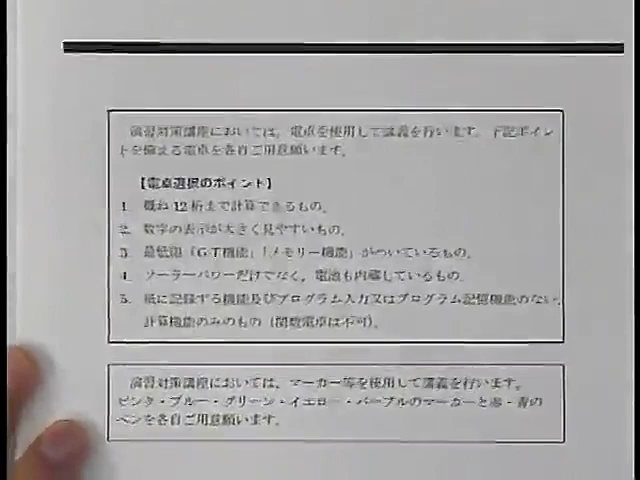 演習対策講座においては、電卓を使用して講義を行います。下記ポイン
トを備える電卓を各自ご用意願います。
【電卓選択のポイント】
1. 概ね12桁まで計算できるもの。
2. 数字の表示が大きく見やすいもの。
3. 最低限「GT機能」「メモリー機能」がついているもの。
4. ソーラーパワーだけでなく、電池も内蔵しているもの。
5. 紙に記録する機能及びプログラム入力又はプログラム記憶機能のない、
計算機能のみのもの（関数電卓は不可）。
演習対策講座においては、マーカー等を使用して講義を行います。
ピンク・ブルー・グリーン・イエロー・パープルのマーカーと赤・青の
ペンを各自ご用意願います。